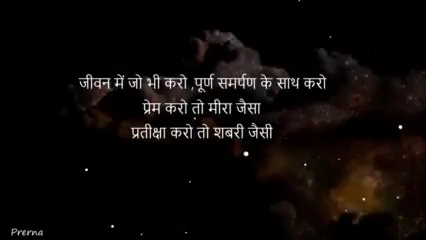 जीवन में जो भी करो ,पूर्ण समर्पण के साथ करो
प्रेम करो तो मीरा जैसा
प्रतीक्षा करो तो शबरी जैसी
Prerna